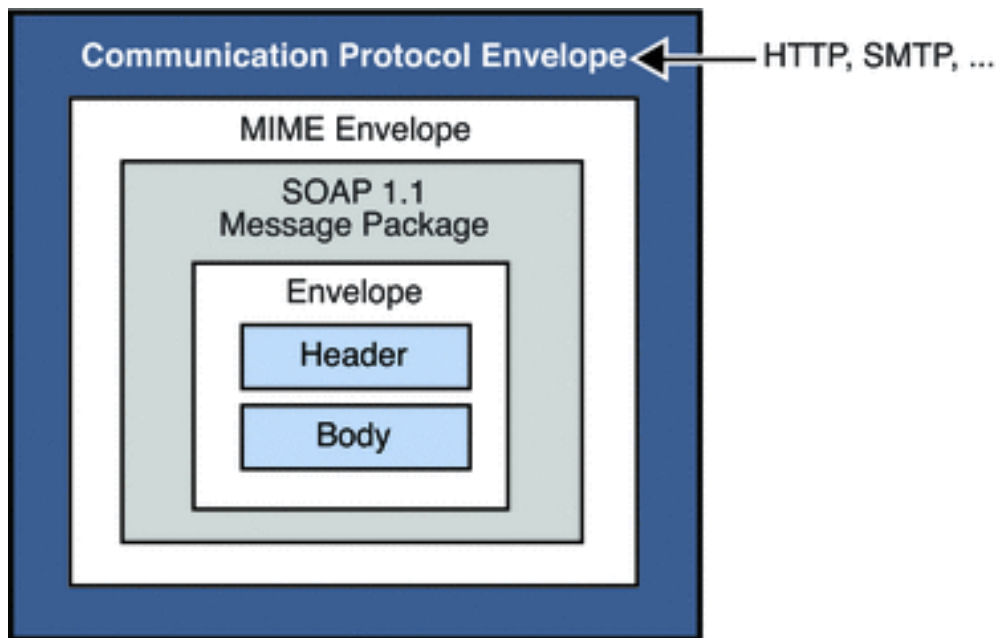 Communication Protocol Envelope
HTTP, SMTP, ...
MIME Envelope
SOAP 1.1
Message Package
Envelope
Header
Body